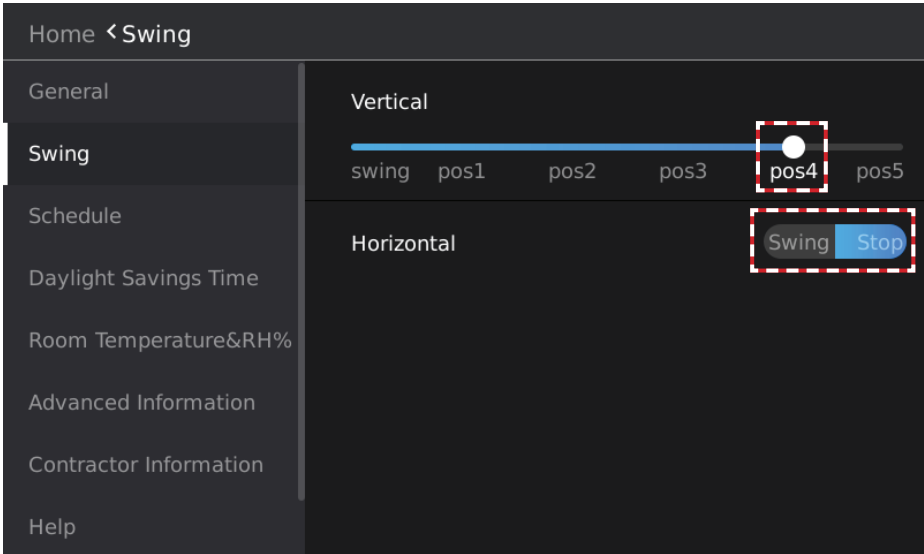 Home < Swing
General
Swing
Schedule
Daylight Savings Time
Room Temperature&RH%
Advanced Information
Contractor Information
Help
Vertical
swing pos1 pos2 pos3 pos4 pos5
Horizontal
Swing Stop